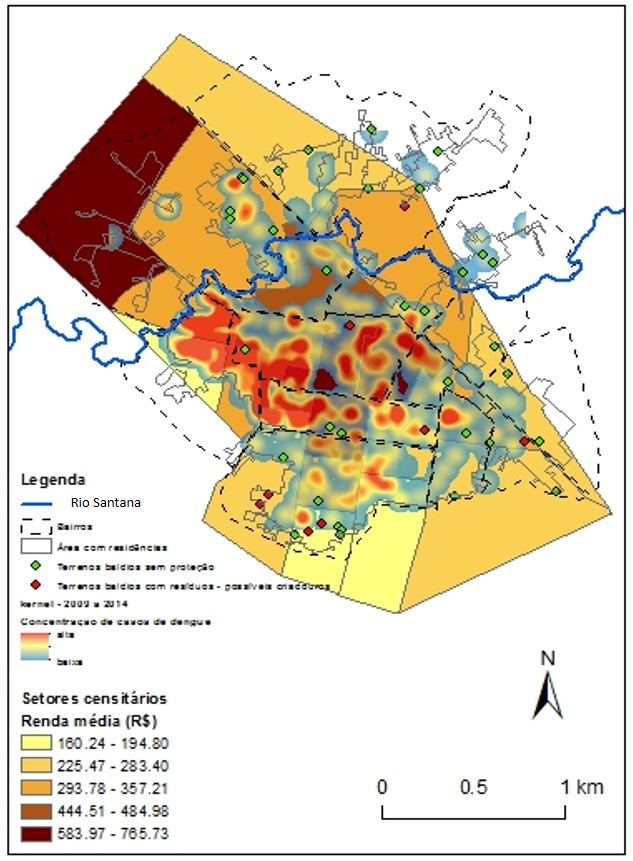 Legenda
Rio Santana
Bairros
Área com residências
Terrenos baldios sem proteção
Terrenos baldios com resíduos - possíveis criadouros
kernel - 2009 a 2014
Concentração de casos de dengue
alta
baixa
Setores censitários
Renda média (R$)
160.24 - 194.80
225.47 - 283.40
293.78 - 357.21
444.51 - 484.98
583.97 - 765.73
N
0 0.5 1 km